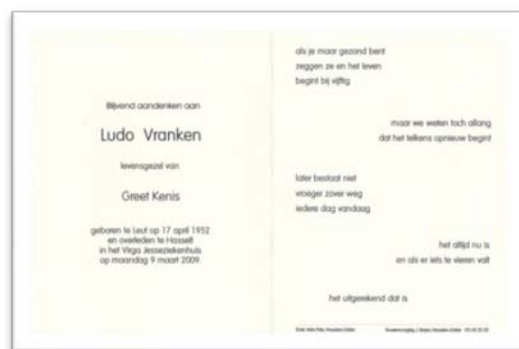 Blijvend aandenken aan
Ludo Vranken
levensgezel van
Greet Kenis
geboren te Leut op 17 april 1952
en overleden te Hasselt
in het Virga Jesseziekenhuis
op maandag 9 maart 2009.
als je maar gezond bent
zeggen ze en het leven
begint bij vijftig
maar we weten toch allang
dat het telkens opnieuw begint
later bestaat niet
vroeger zover weg
iedere dag vandaag
het altijd nu is
en als er iets te vieren valt
het uitgerekend dat is